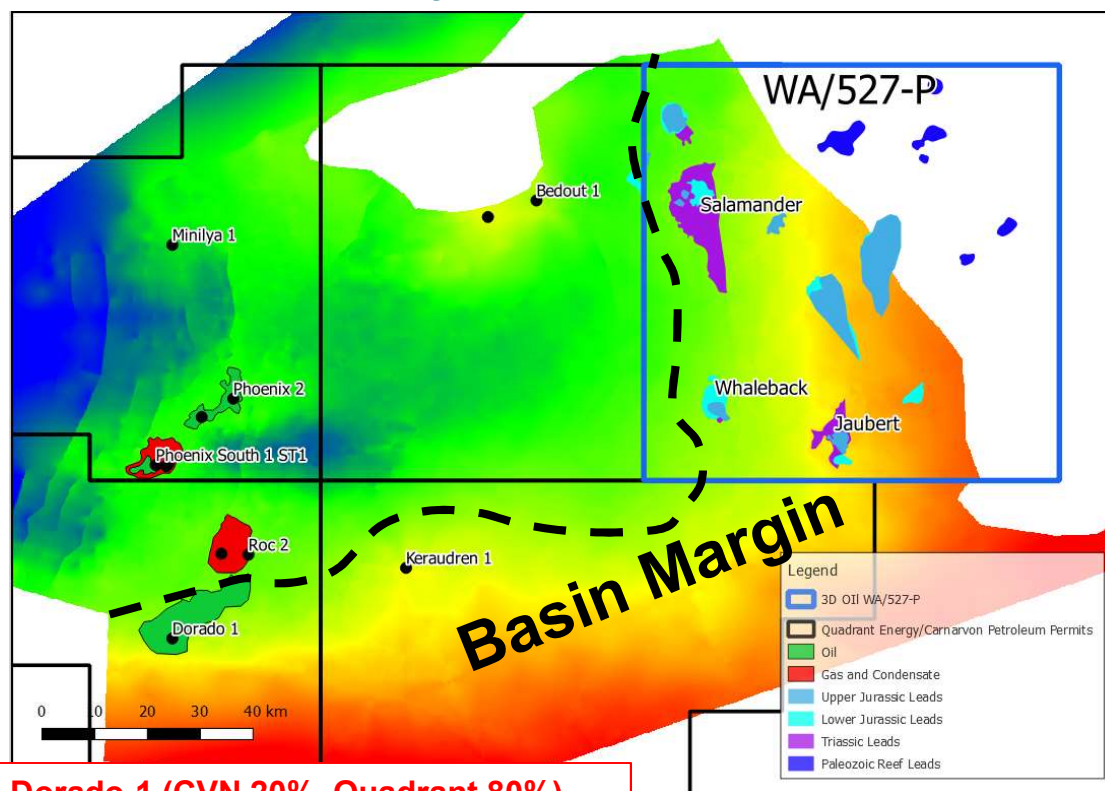 WA/527-P
Bedout 1
Salamander
Minilya 1
Phoenix 2
Whaleback
Jaubert
Phoenix South 1 ST1
Roc 2
Keraudren 1
Basin Margin
Dorado 1
Legend
3D OIl WA/527-P
Quadrant Energy/Carnarvon Petroleum Permits
Oil
Gas and Condensate
Upper Jurassic Leads
Lower Jurassic Leads
Triassic Leads
Paleozoic Reef Leads
0 10 20 30 40 km
Dorado 1 (CVN 20%, Quadrant 80%)